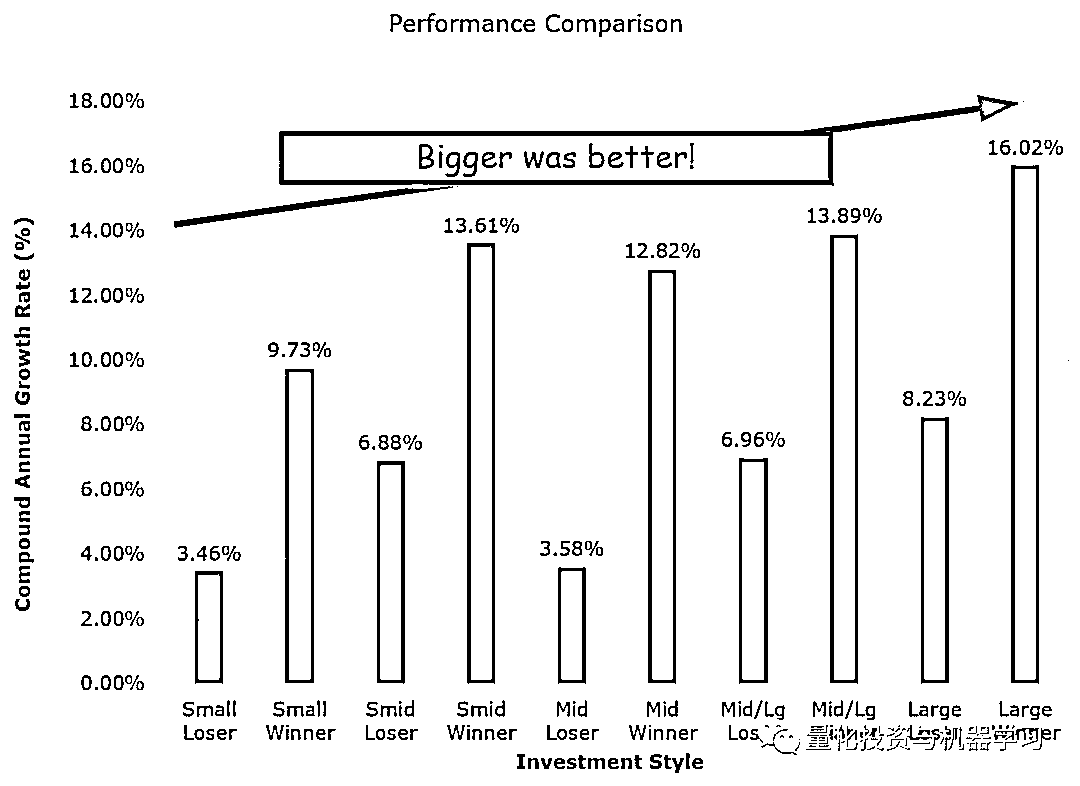 Performance Comparison
18.00%
16.00%
14.00%
12.00%
10.00%
8.00%
6.00%
4.00%
2.00%
0.00%
Compound Annual Growth Rate (%)
Bigger was better!
3.46%
9.73%
6.88%
13.61%
3.58%
12.82%
6.96%
13.89%
8.23%
16.02%
Small
Loser
Small
Winner
Smid
Loser
Smid
Winner
Mid
Loser
Mid
Winner
Mid/Lg
Loser
Mid/Lg
Winner
Large
Loser
Large
Winner
Investment Style
量化投资与机器学习